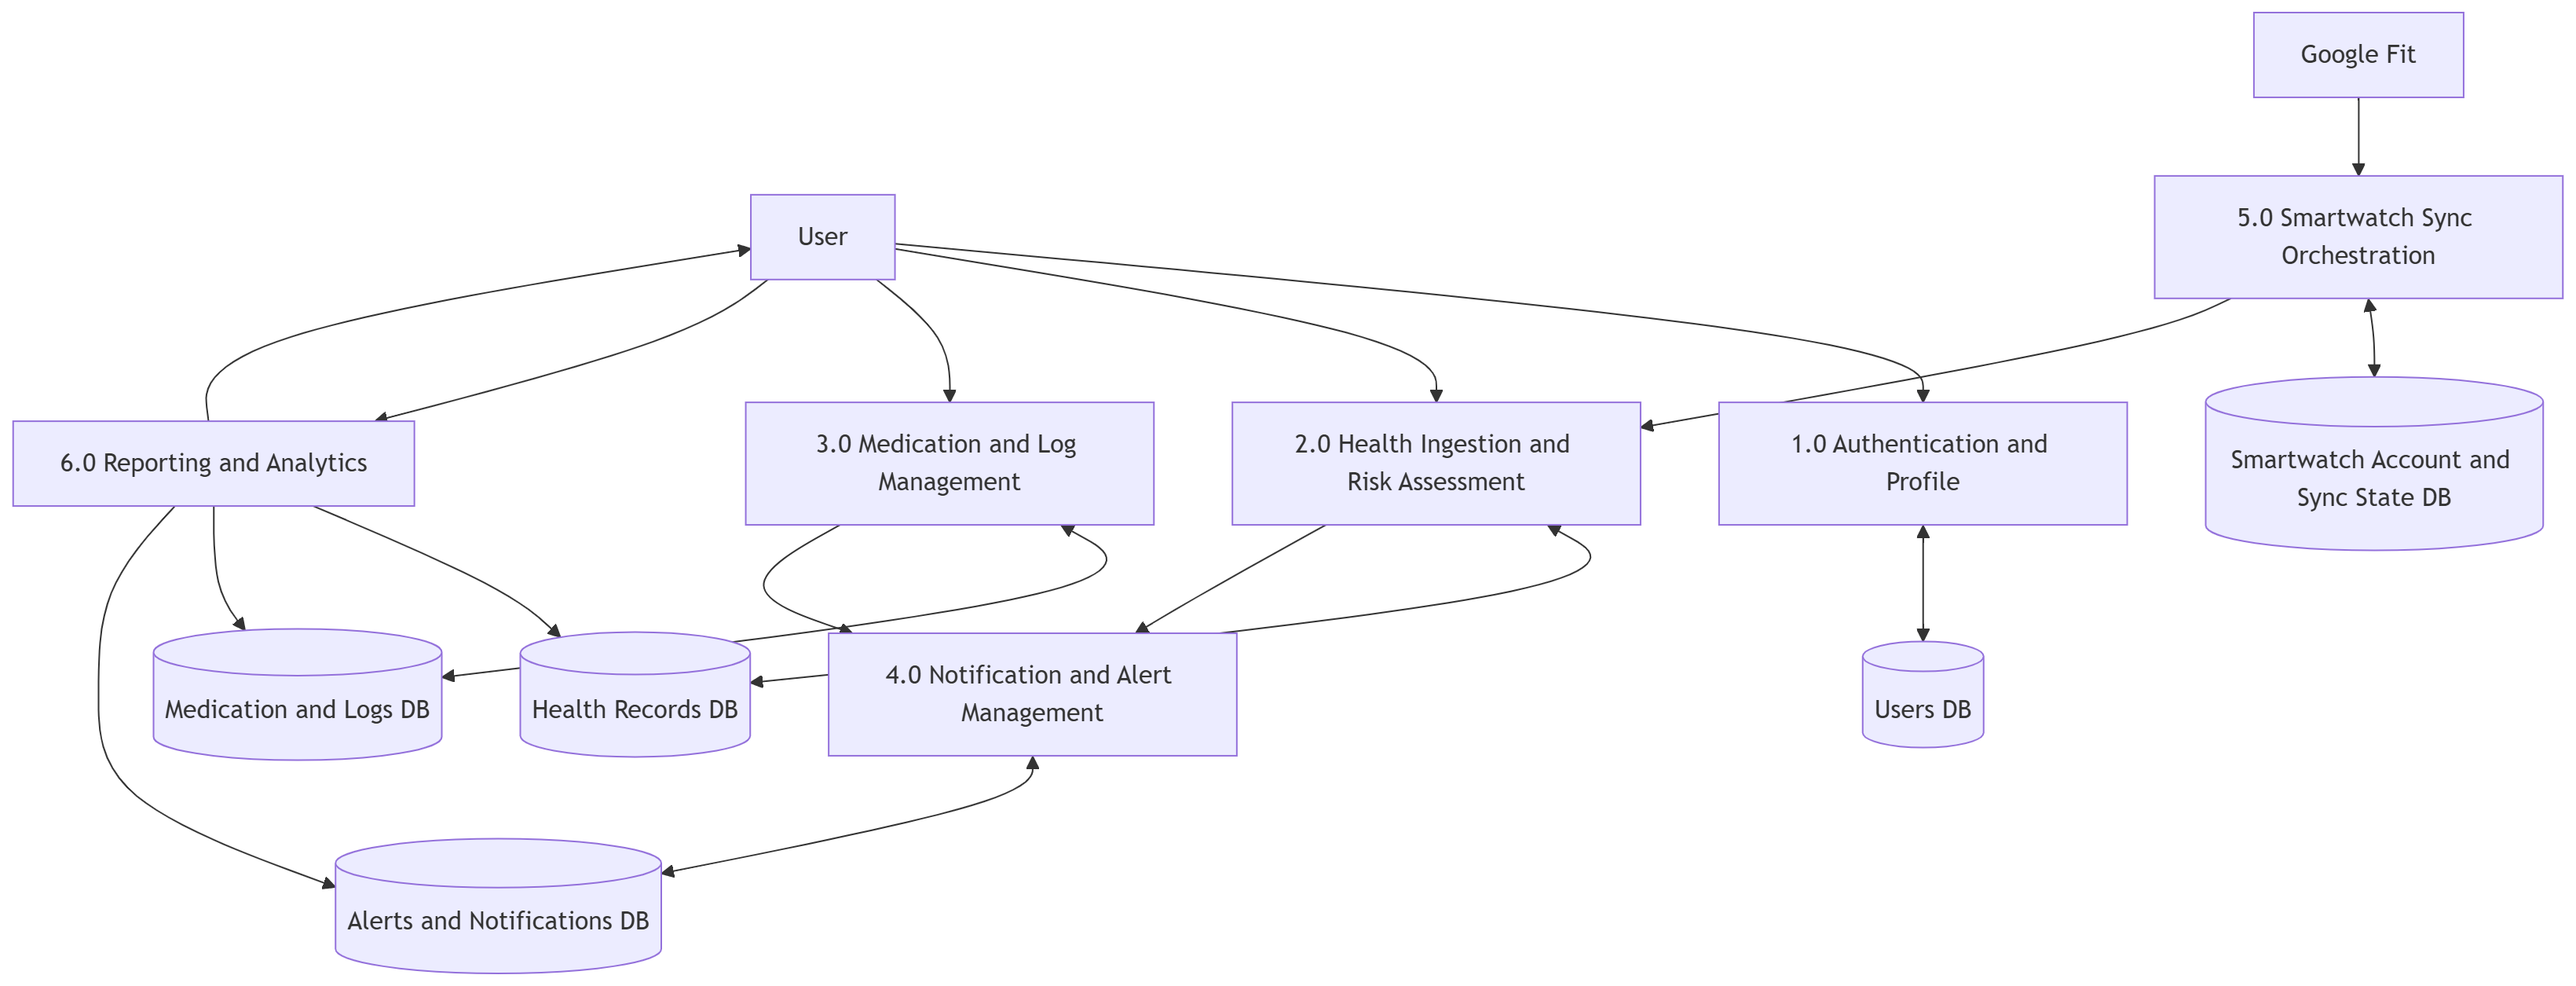 Google Fit
User
5.0 Smartwatch Sync
Orchestration
6.0 Reporting and Analytics
3.0 Medication and Log
Management
2.0 Health Ingestion and
Risk Assessment
1.0 Authentication and
Profile
Smartwatch Account and
Sync State DB
Medication and Logs DB
Health Records DB
4.0 Notification and Alert
Management
Users DB
Alerts and Notifications DB